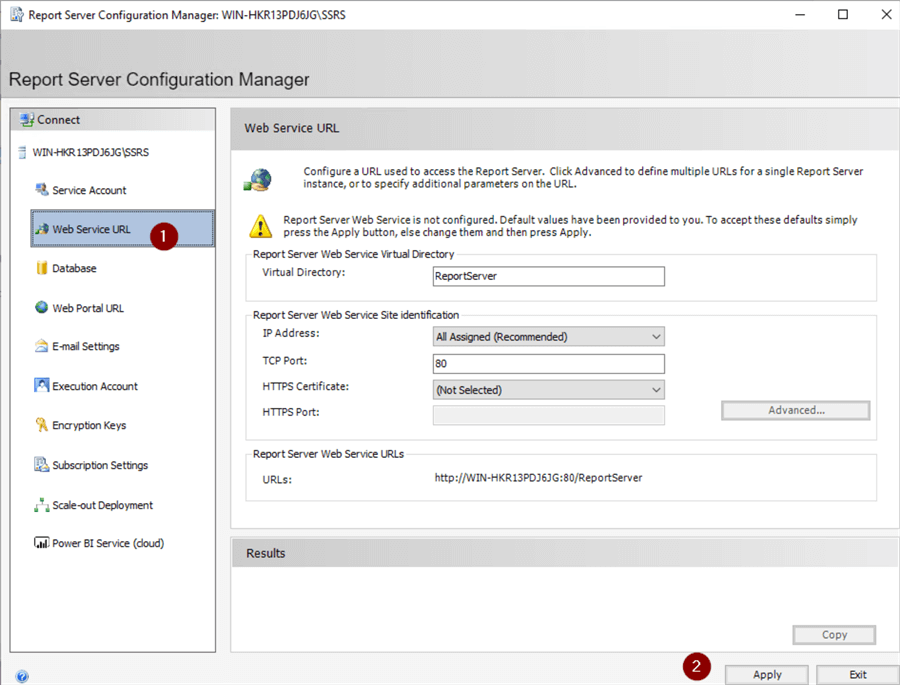 Report Server Configuration Manager: WIN-HKR13PDJ6JG\SSRS
Report Server Configuration Manager
Connect
WIN-HKR13PDJ6JG\SSRS
Service Account
Web Service URL
1
Database
Web Portal URL
E-mail Settings
Execution Account
Encryption Keys
Subscription Settings
Scale-out Deployment
Power BI Service (cloud)
Web Service URL
Configure a URL used to access the Report Server. Click Advanced to define multiple URLs for a single Report Server
instance, or to specify additional parameters on the URL.
Report Server Web Service is not configured. Default values have been provided to you. To accept these defaults simply
press the Apply button, else change them and then press Apply.
Report Server Web Service Virtual Directory
Virtual Directory: ReportServer
Report Server Web Service Site identification
IP Address: All Assigned (Recommended)
TCP Port: 80
HTTPS Certificate: (Not Selected)
HTTPS Port:
Advanced...
Report Server Web Service URLs
URLs: http://WIN-HKR13PDJ6JG:80/ReportServer
Results
Copy
2
Apply Exit
?